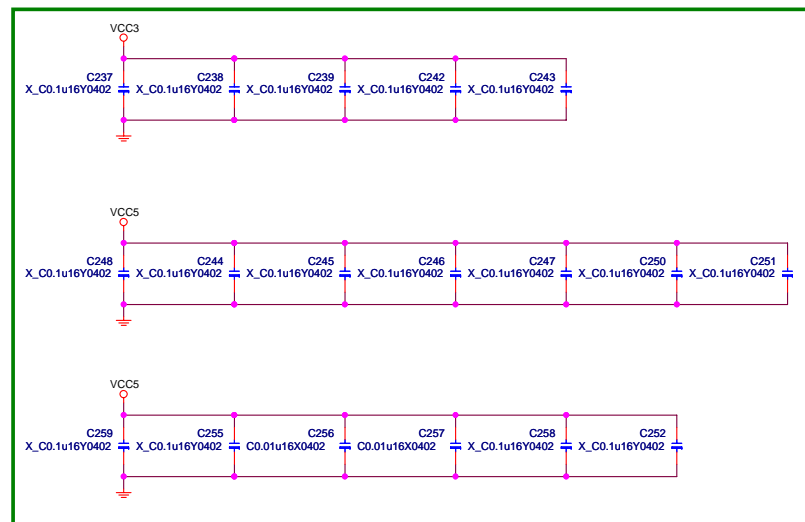 VCC3
C237 C238 C239 C242 C243
X_C0.1u16Y0402 X_C0.1u16Y0402 X_C0.1u16Y0402 X_C0.1u16Y0402 X_C0.1u16Y0402
VCC5
C248 C244 C245 C246 C247 C250 C251
X_C0.1u16Y0402 X_C0.1u16Y0402 X_C0.1u16Y0402 X_C0.1u16Y0402 X_C0.1u16Y0402 X_C0.1u16Y0402 X_C0.1u16Y0402
VCC5
C259 C255 C256 C257 C258 C252
X_C0.1u16Y0402 X_C0.1u16Y0402 C0.01u16X0402 C0.01u16X0402 X_C0.1u16Y0402 X_C0.1u16Y0402